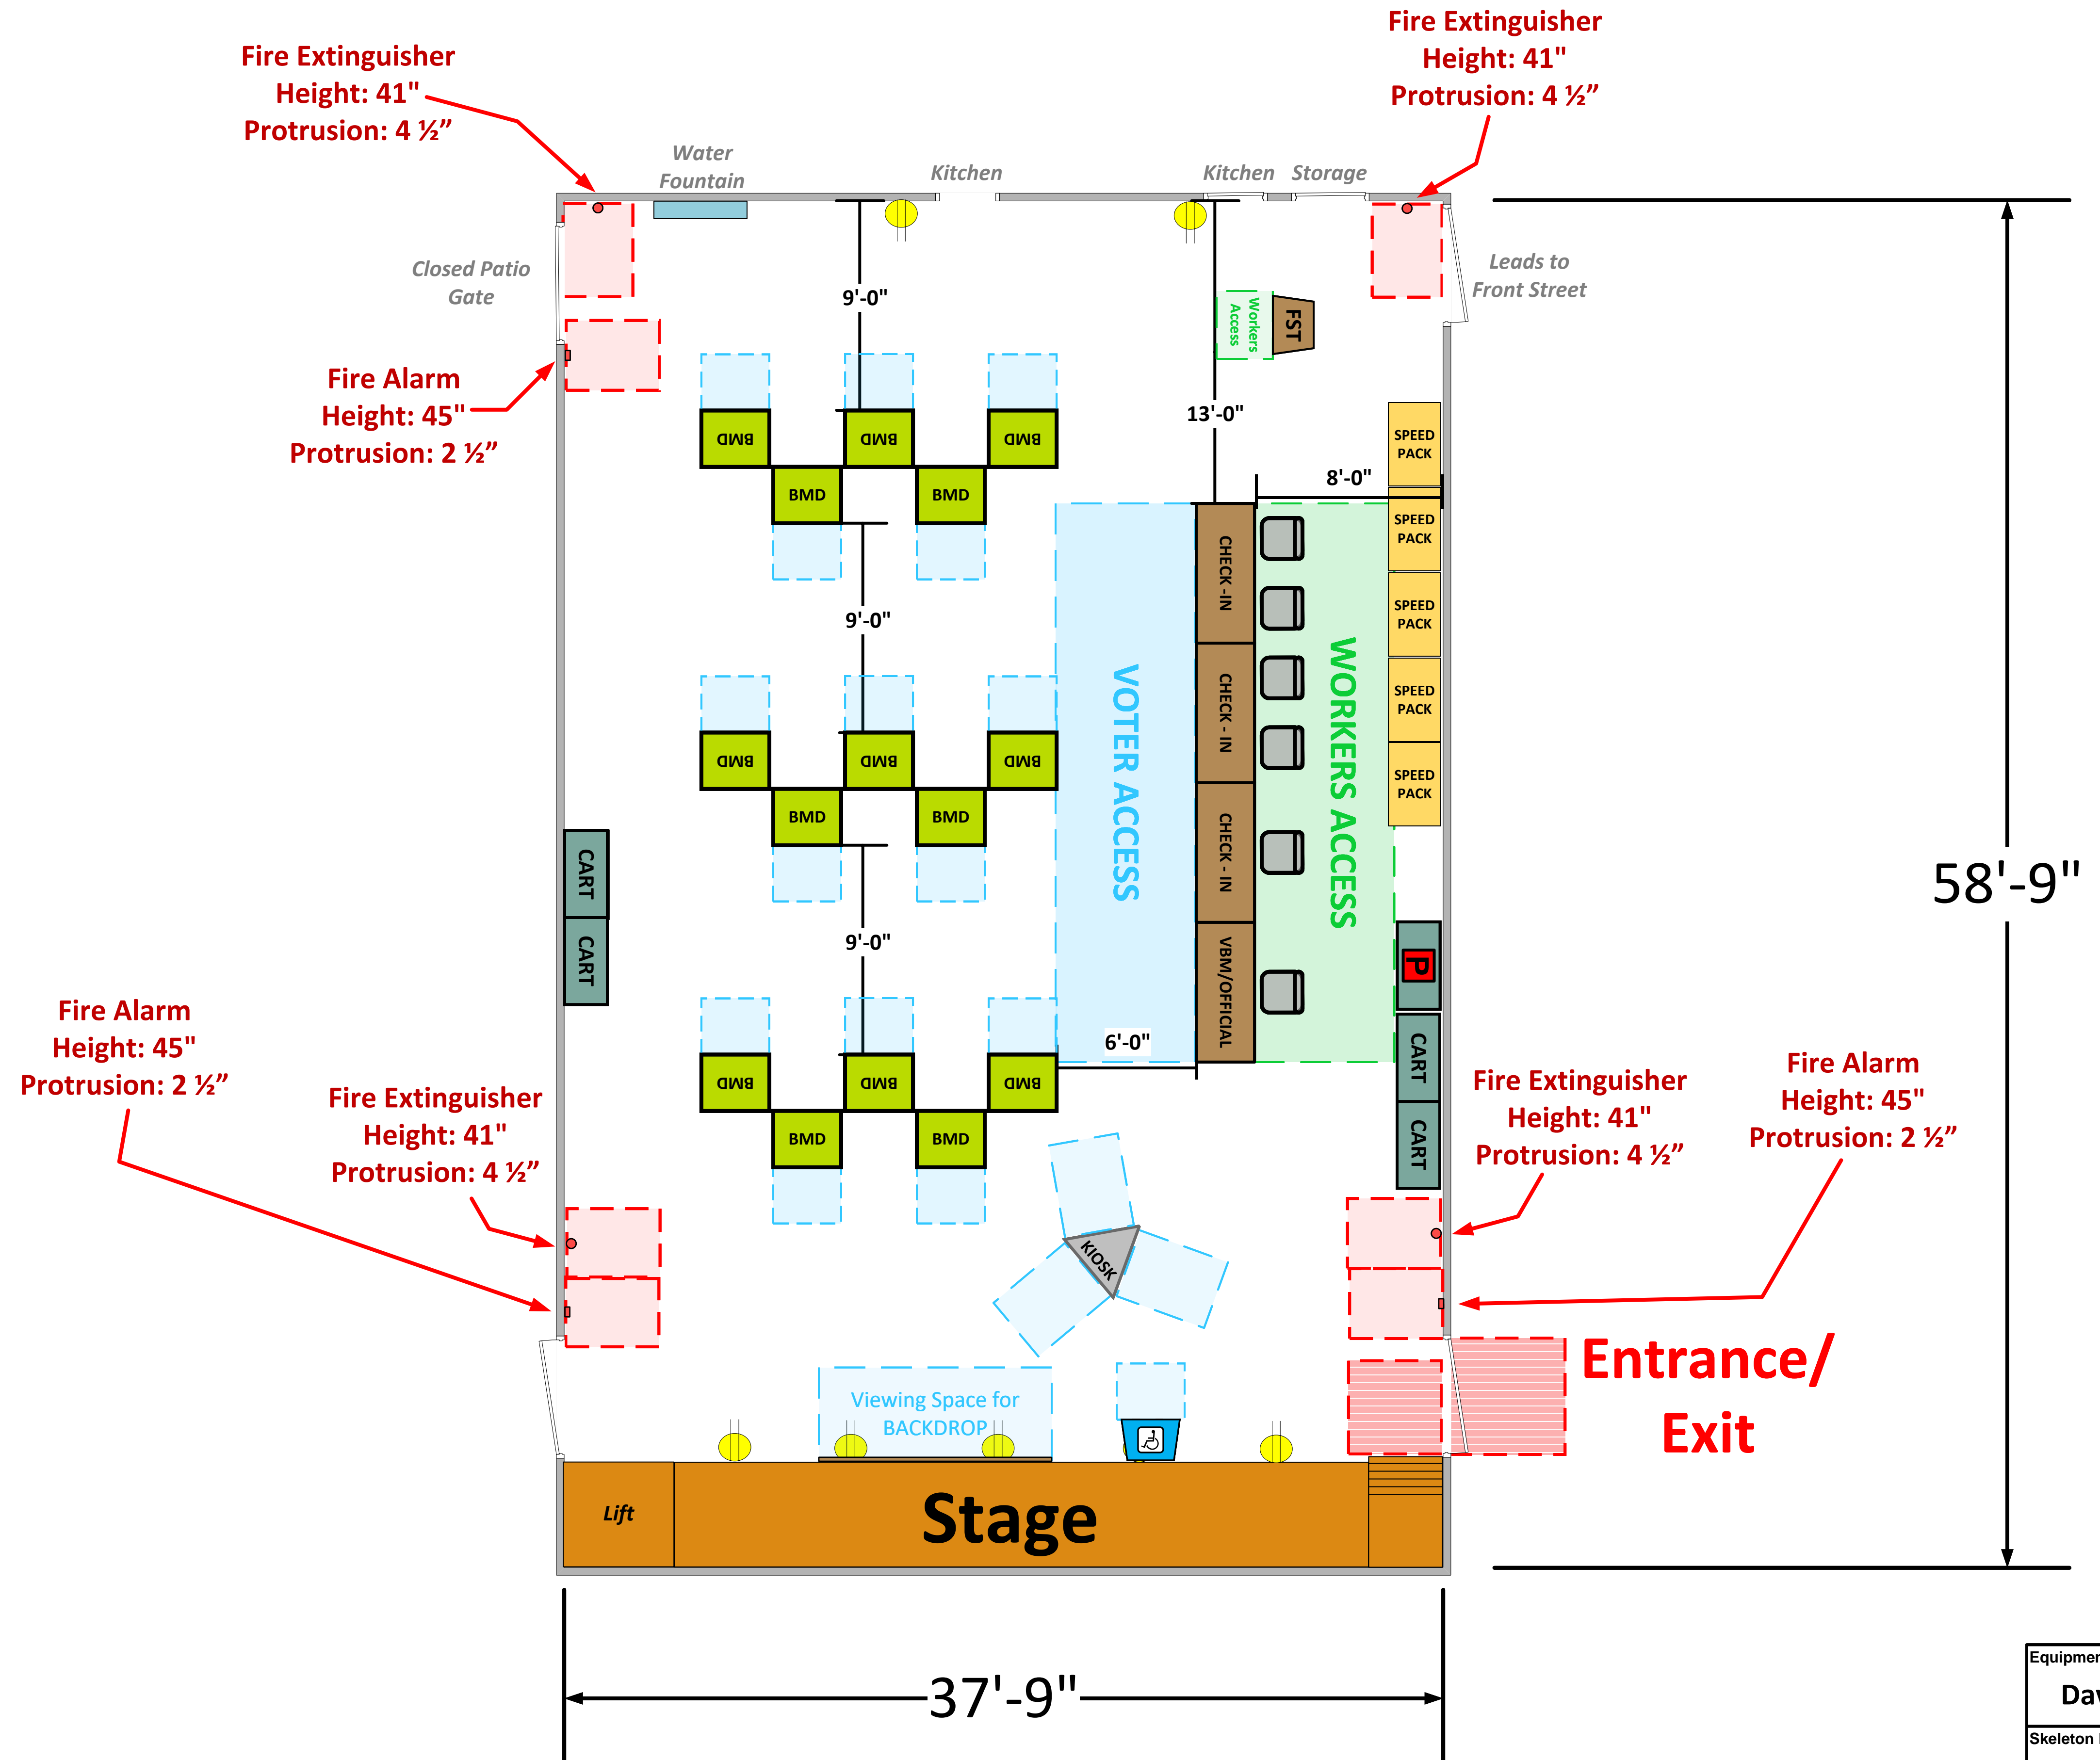 Fire Extinguisher
Height: 41"
Protrusion: 4 ½”
Fire Extinguisher
Height: 41"
Protrusion: 4 ½”
Water
Fountain
Kitchen
Kitchen
Storage
Closed Patio
Gate
Leads to
Front Street
9'-0"
Workers
Access
FST
Fire Alarm
Height: 45"
Protrusion: 2 ½”
13'-0"
8'-0"
BMD
BMD
BMD
BMD
BMD
SPEED
PACK
SPEED
PACK
SPEED
PACK
SPEED
PACK
SPEED
PACK
9'-0"
CHECK -IN
CHECK - IN
CHECK - IN
VBM/OFFICIAL
VOTER ACCESS
WORKERS ACCESS
BMD
BMD
BMD
BMD
BMD
CART
CART
58'-9"
9'-0"
P
CART
CART
6'-0"
BMD
BMD
BMD
BMD
BMD
Fire Alarm
Height: 45"
Protrusion: 2 ½”
Fire Extinguisher
Height: 41"
Protrusion: 4 ½”
Fire Extinguisher
Height: 41"
Protrusion: 4 ½”
Fire Alarm
Height: 45"
Protrusion: 2 ½”
KIOSK
Entrance/
Exit
Viewing Space for
BACKDROP
Lift
Stage
37'-9"
Skeleton